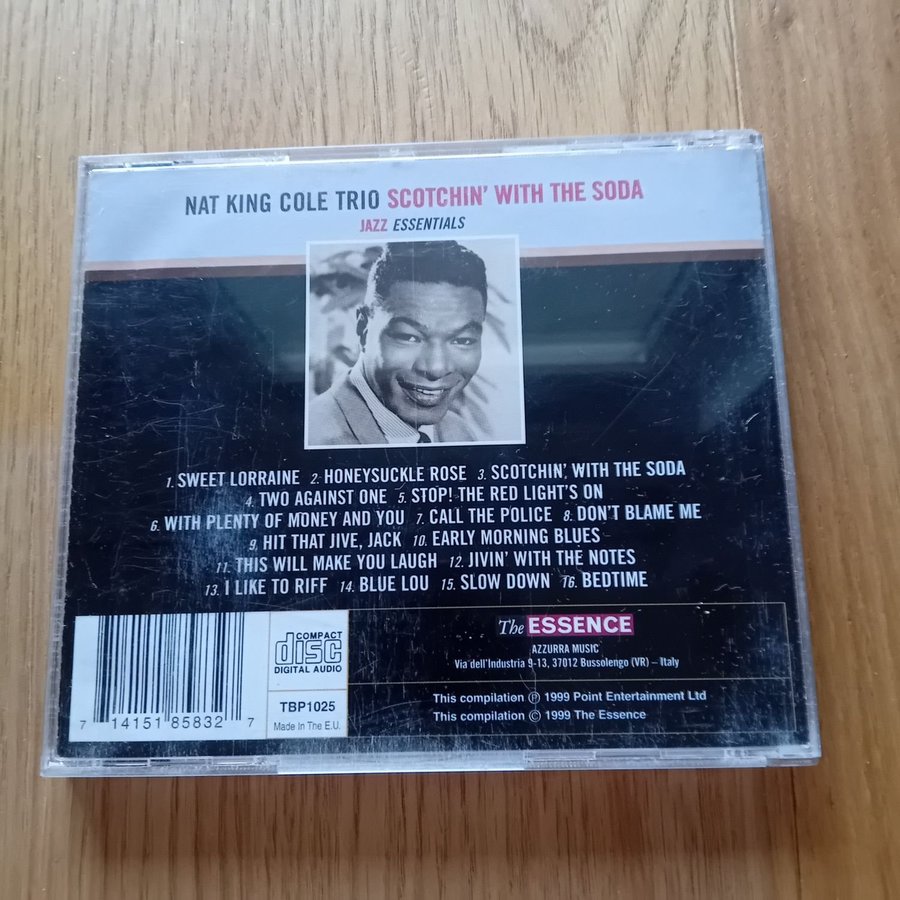 NAT KING COLE TRIO SCOTCHIN' WITH THE SODA
JAZZ ESSENTIALS
1. SWEET LORRAINE 2. HONEYSUCKLE ROSE 3. SCOTCHIN' WITH THE SODA
4. TWO AGAINST ONE 5. STOP! THE RED LIGHT'S ON
6. WITH PLENTY OF MONEY AND YOU 7. CALL THE POLICE 8. DON'T BLAME ME
9. HIT THAT JIVE, JACK 10. EARLY MORNING BLUES
11. THIS WILL MAKE YOU LAUGH 12. JIVIN' WITH THE NOTES
13. I LIKE TO RIFF 14. BLUE LOU 15. SLOW DOWN 16. BEDTIME
7 14151 85832 7
COMPACT
disc
DIGITAL AUDIO
TBP1025
Made in The E.U.
The ESSENCE
AZZURRA MUSIC
Via dell'Industria 9-13, 37012 Bussolengo (VR) – Italy
This compilation ℗ 1999 Point Entertainment Ltd
This compilation © 1999 The Essence